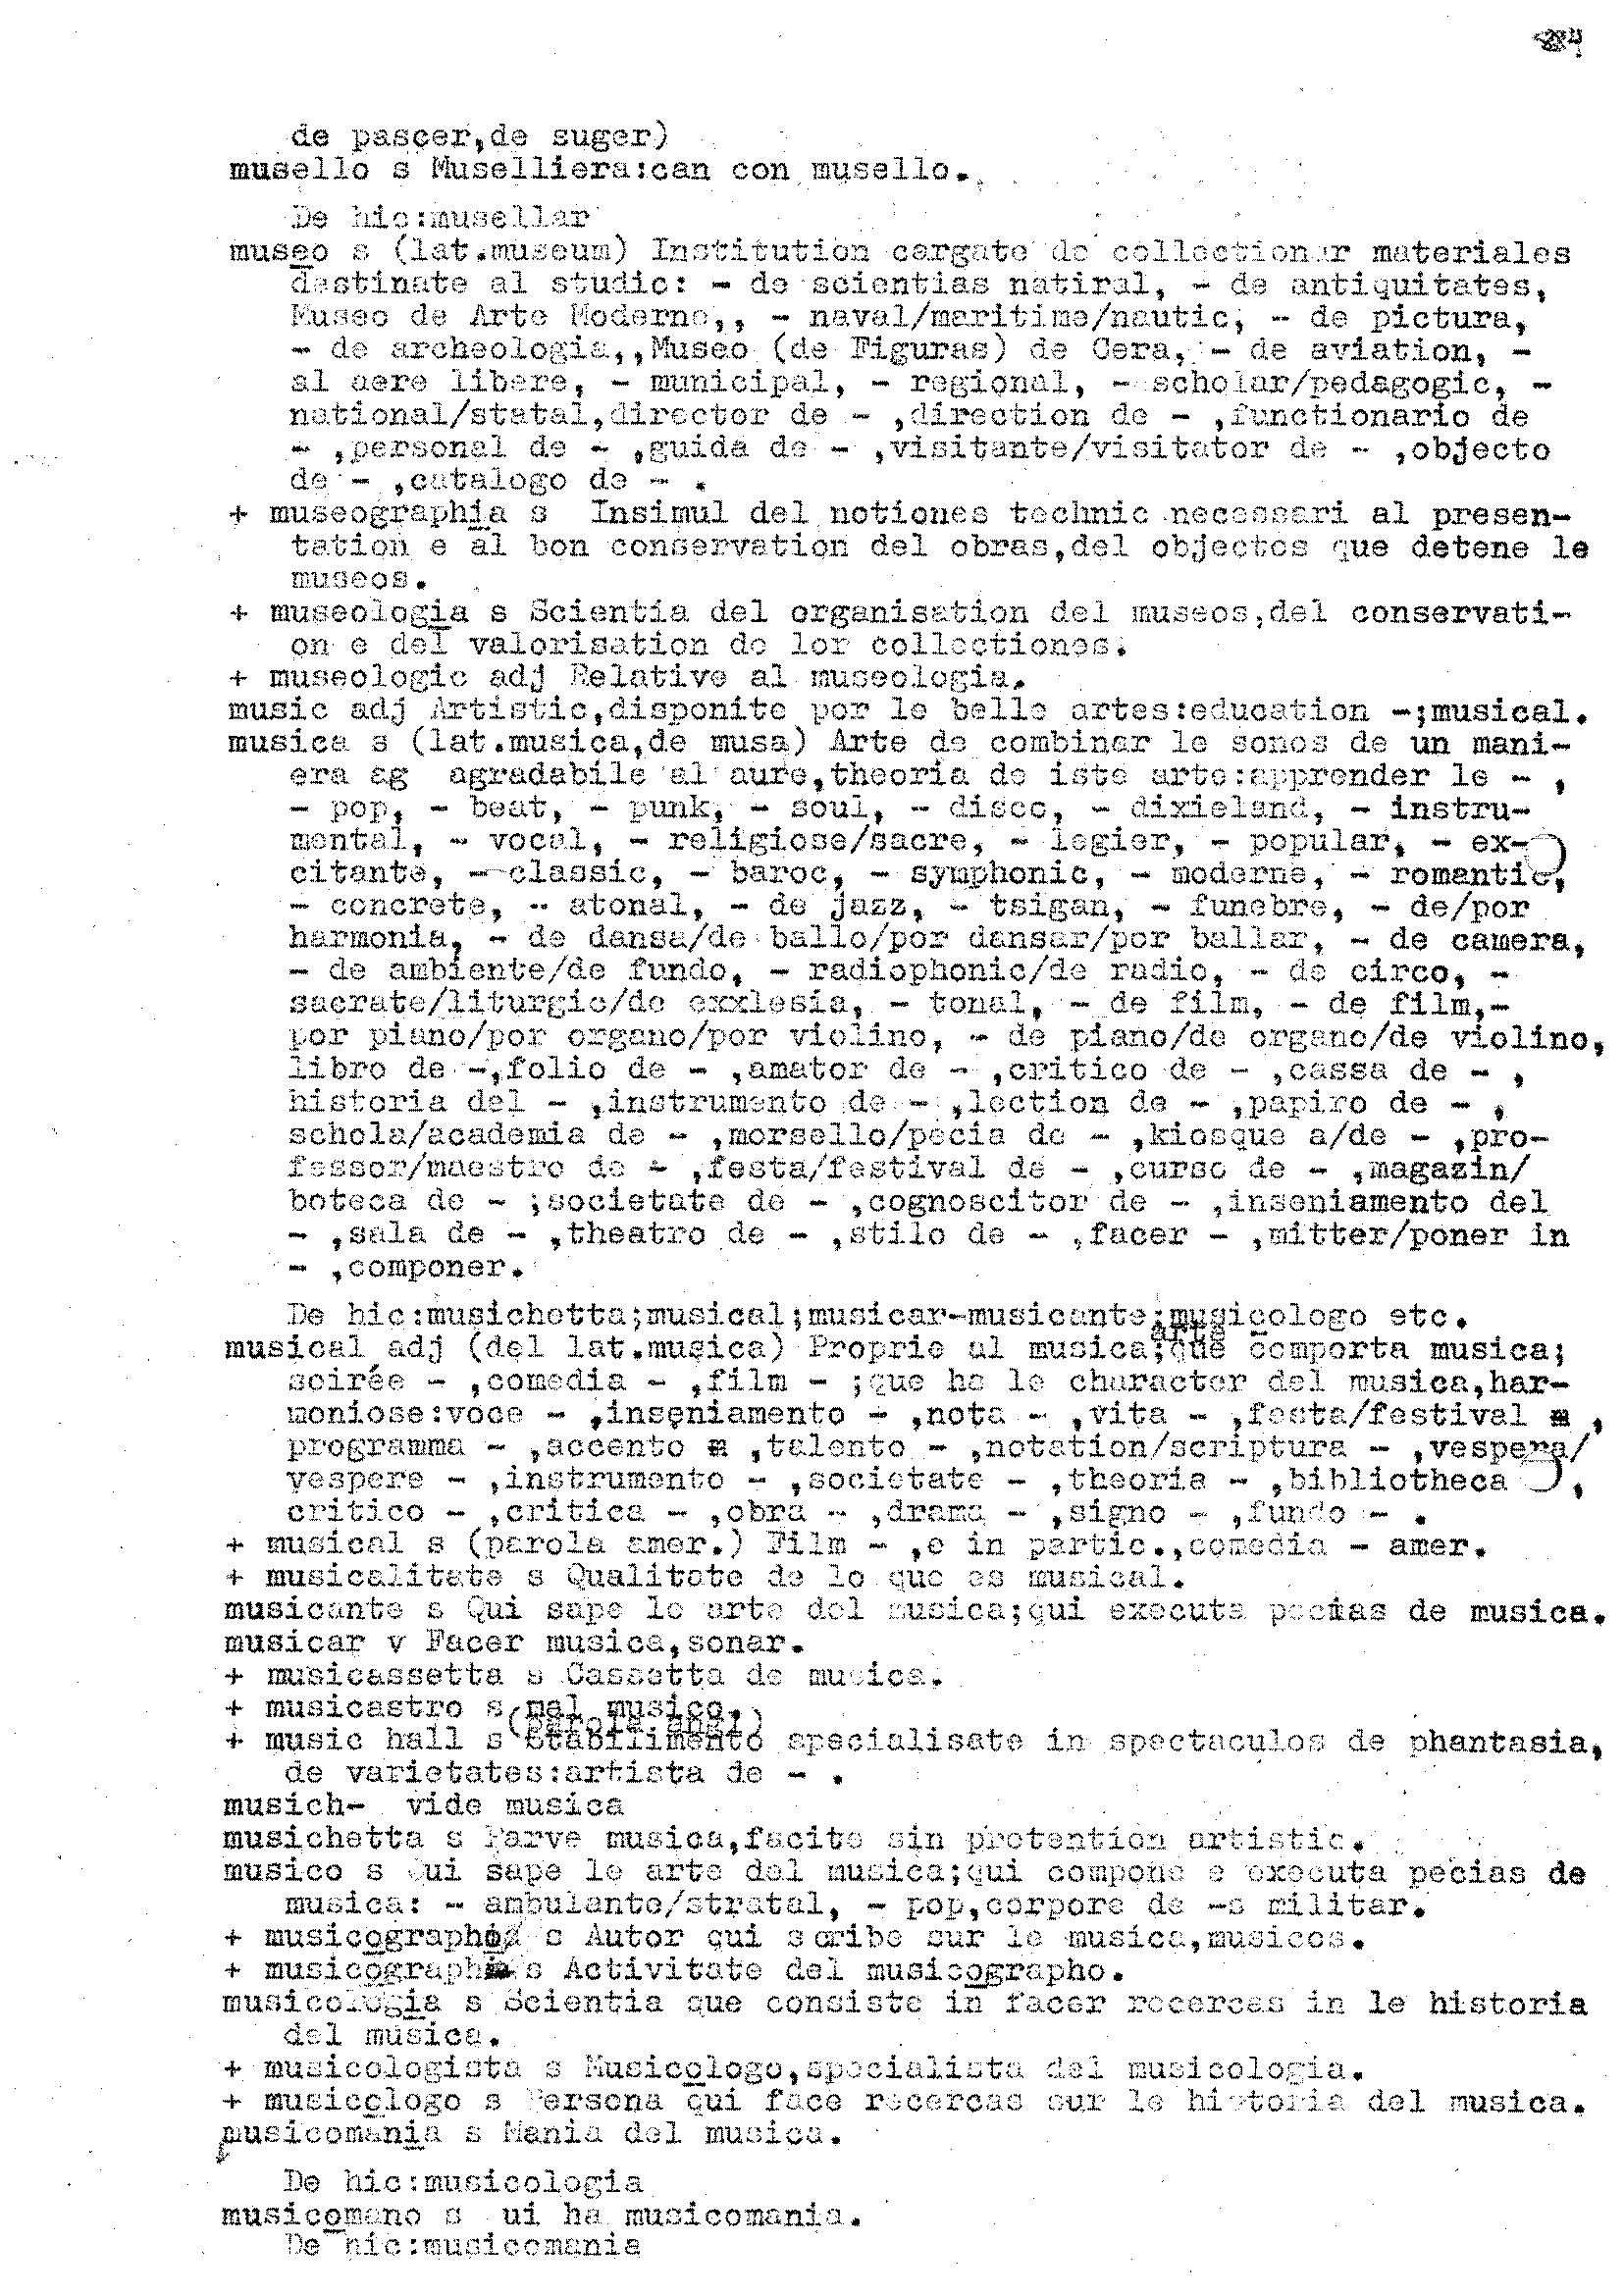 de pascer,de suger)
musello s Muselliera:can con musello.
De hic:musellar
museo s (lat.museum) Institution cargate de collectionar materiales
destinate al studio: - de scientias natiral, - de antiquitates,
Museo de Arte Moderne,, - naval/maritime/nautic, - de pictura,
- de archeologia,,Museo (de Figuras) de Cera, - de aviation, -
al aere libere, - municipal, - regional, - scholar/pedagogic, -
national/statal,director de - ,direction de - ,functionario de
- ,personal de - ,guida de - ,visitante/visitator de - ,objecto
de - ,catalogo de - .
+ museographia s Insimul del notiones technic necessari al presen-
tation e al bon conservation del obras,del objectos que detene le
museos.
+ museologia s Scientia del organisation del museos,del conservati-
on e del valorisation de lor collectiones.
+ museologic adj Relative al museologia.
music adj Artistic,disponite por le belle artes:education -;musical.
musica s (lat.musica,de musa) Arte de combinar le sonos de un mani-
era ag agradabile al aure,theoria de iste arte:apprender le - ,
- pop, - beat, - punk, - soul, - disco, - dixieland, - instru-
mental, - vocal, - religiose/sacre, - legier, - popular, - ex-
citante, - classic, - baroc, - symphonic, - moderne, - romantic,
- concrete, - atonal, - de jazz, - tsigan, - funebre, - de/por
harmonia, - de dansa/de ballo/por dansar/por ballar, - de camera,
- de ambiente/de fundo, - radiophonic/de radio, - de circo, -
sacrate/liturgic/de exxlesia, - tonal, - de film, - de film,-
por piano/por organo/por violino, - de piano/de organo/de violino,
libro de -,folio de - ,amator de - ,critico de - ,cassa de - ,
historia del - ,instrumento de - ,lection de - ,papiro de - ,
schola/academia de - ,morsello/pecia de - ,kiosque a/de - ,pro-
fessor/maestro de - ,festa/festival de - ,curso de - ,magazin/
boteca de - ;societate de - ,cognoscitor de - ,inseniamento del
- ,sala de - ,theatro de - ,stilo de - ,facer - ,mitter/poner in
- ,componer.
De hic:musichetta;musical;musicar-musicante;musicologo etc.
arte
musical adj (del lat.musica) Proprie al musica;que comporta musica;
soirée - ,comedia - ,film - ;que ha le character del musica,har-
moniose:voce - ,inseniamento - ,nota - ,vita - ,festa/festival - ,
programma - ,accento - ,talento - ,notation/scriptura - ,vespera/
vespere - ,instrumento - ,societate - ,theoria - ,bibliotheca - ,
critico - ,critica - ,obra - ,drama - ,signo - ,fundo - .
+ musical s (parola amer.) Film - ,e in partic.,comedia - amer.
+ musicalitate s Qualitate de lo que es musical.
musicante s Qui sape le arte del musica;qui executa pecias de musica.
musicar v Facer musica,sonar.
+ musicassetta s Cassetta de musica.
+ musicastro s mal musico.
(parola angl)
+ music hall s stabilimento specialisate in spectaculos de phantasia,
de varietates:artista de - .
musich- vide musica
musichetta s Parve musica,facite sin pretention artistic.
musico s Qui sape le arte del musica;qui compone e executa pecias de
musica: - ambulante/stratal, - pop,corpore de -s militar.
+ musicographo s Autor qui scribe sur le musica,musicos.
+ musicographia s Activitate del musicographo.
musicologia s Scientia que consiste in facer recercas in le historia
del musica.
+ musicologista s Musicologo,specialista del musicologia.
+ musicologo s Persona qui face recercas sur le historia del musica.
musicomania s Mania del musica.
De hic:musicologia
musicomano s ui ha musicomania.
De hic:musicomania